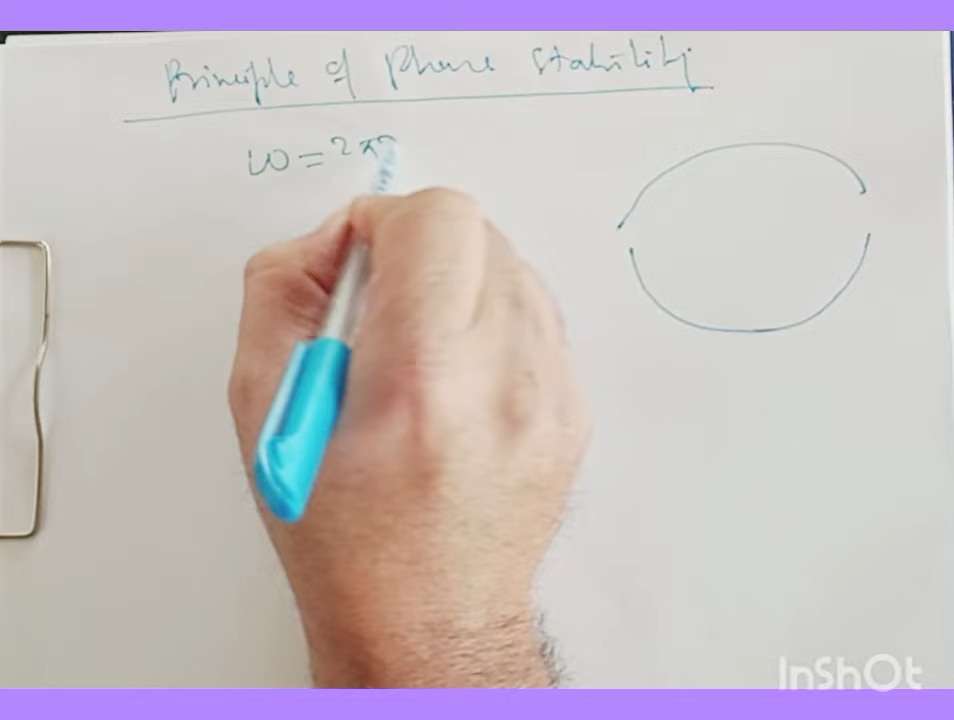 Principle of Phase stability
ω = 2π
InShOt